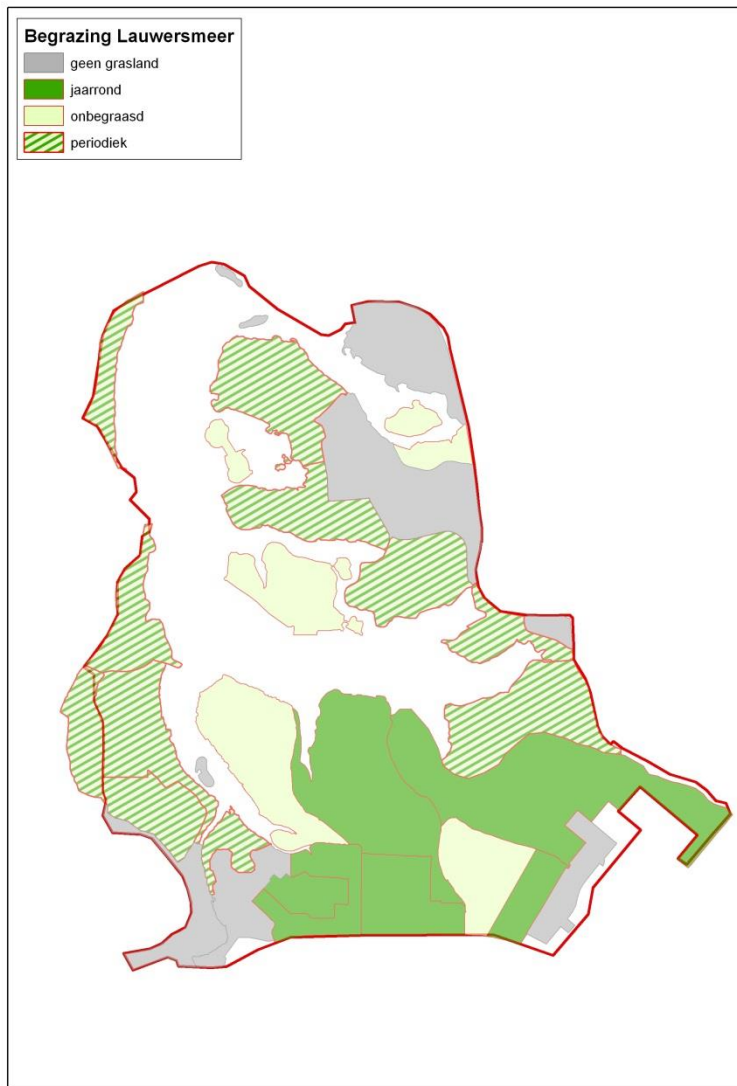 Begrazing Lauwersmeer
geen grasland
jaarrond
onbegraasd
periodiek